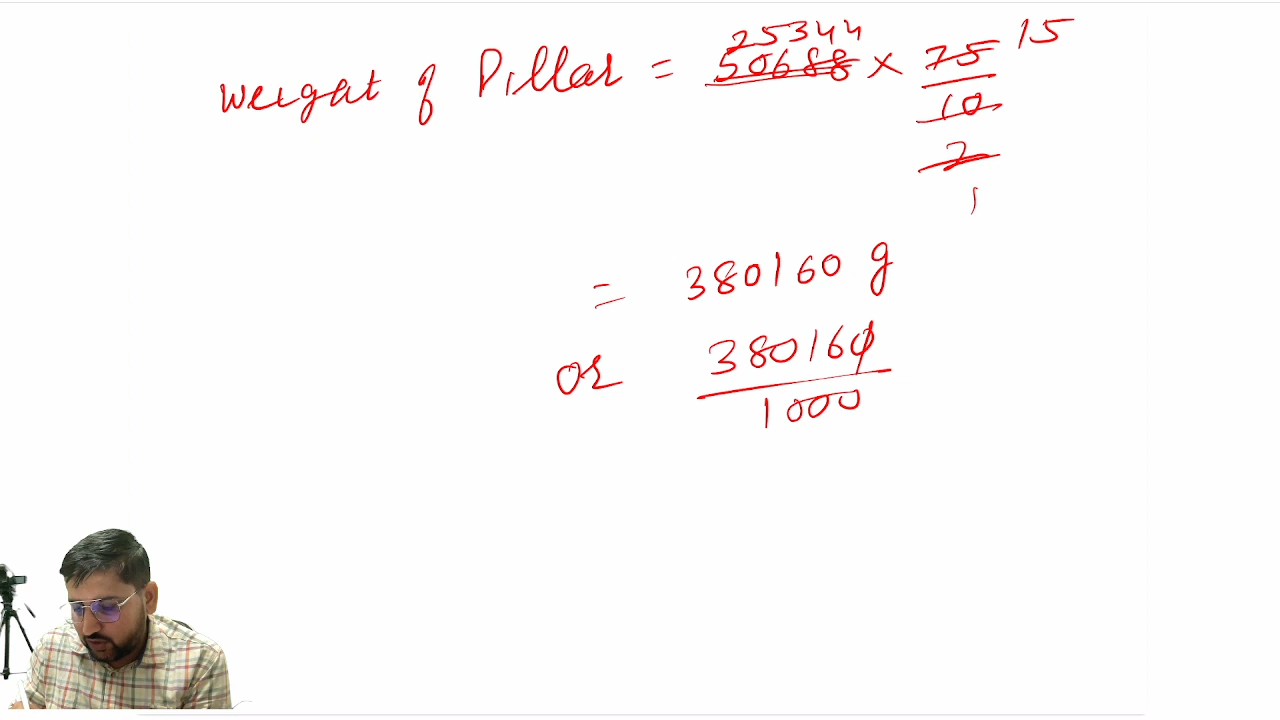 25344
weight of Pillar = 50688 × 75 15
10
2
1
= 380160 g
or 380160
1000